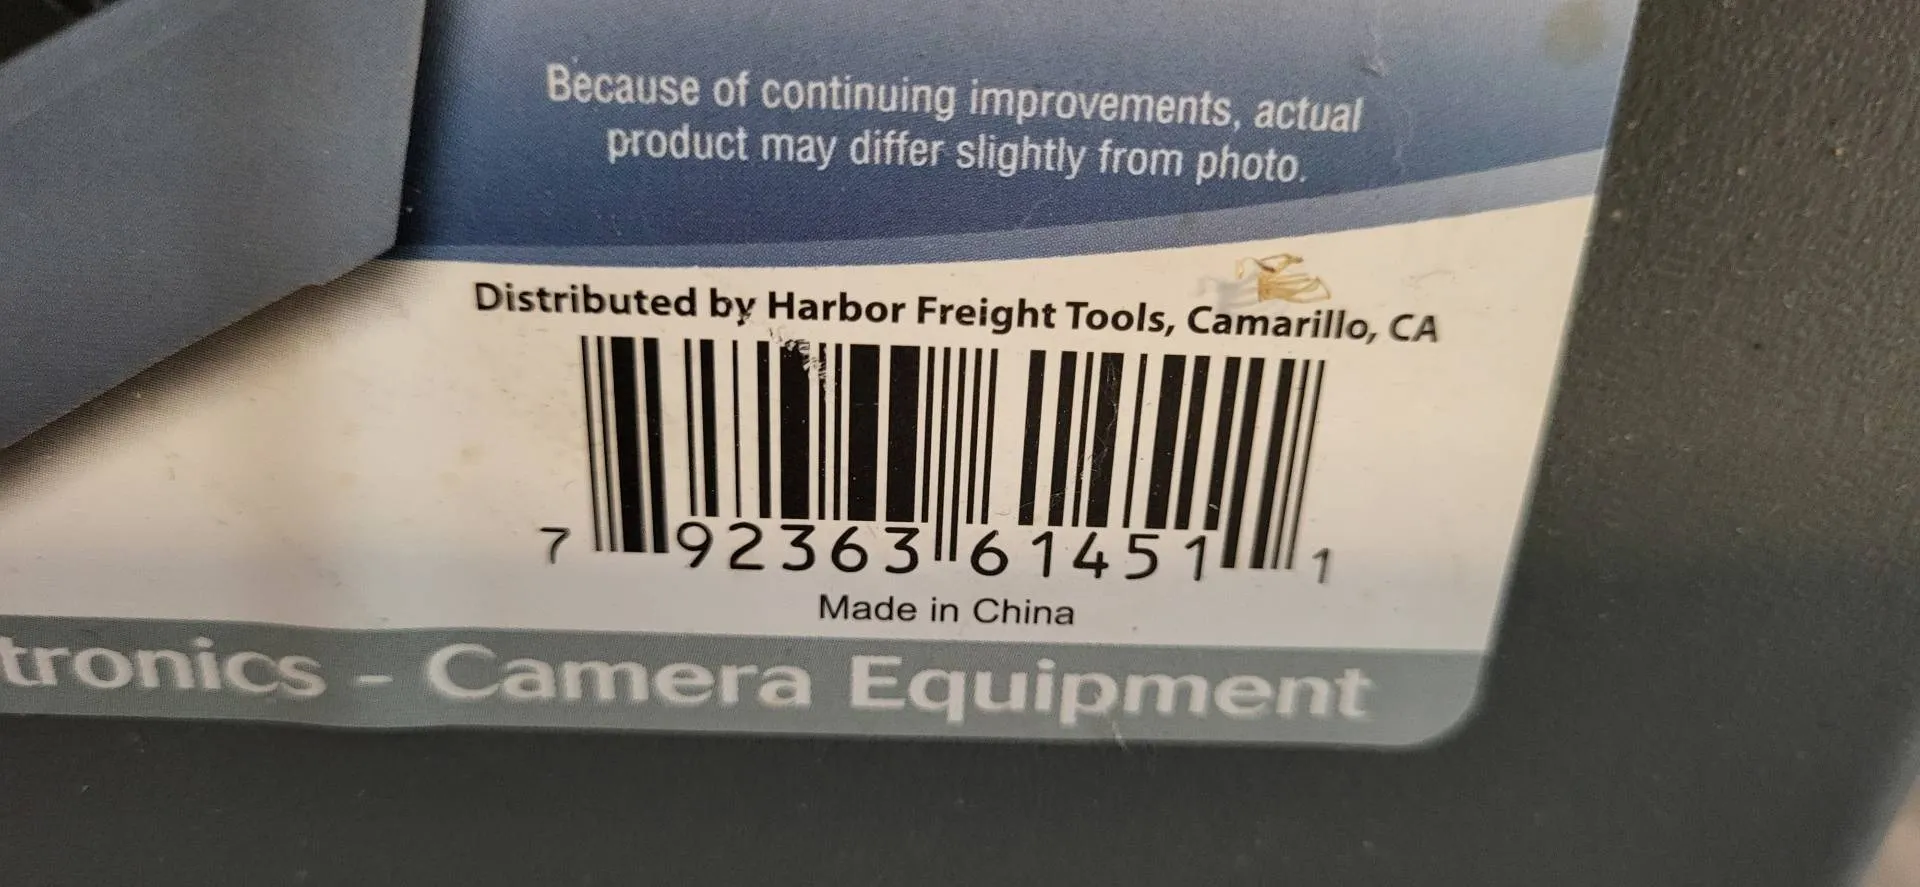 Because of continuing improvements, actual
product may differ slightly from photo.
Distributed by Harbor Freight Tools, Camarillo, CA
7 92363 61451 1
Made in China
tronics - Camera Equipment